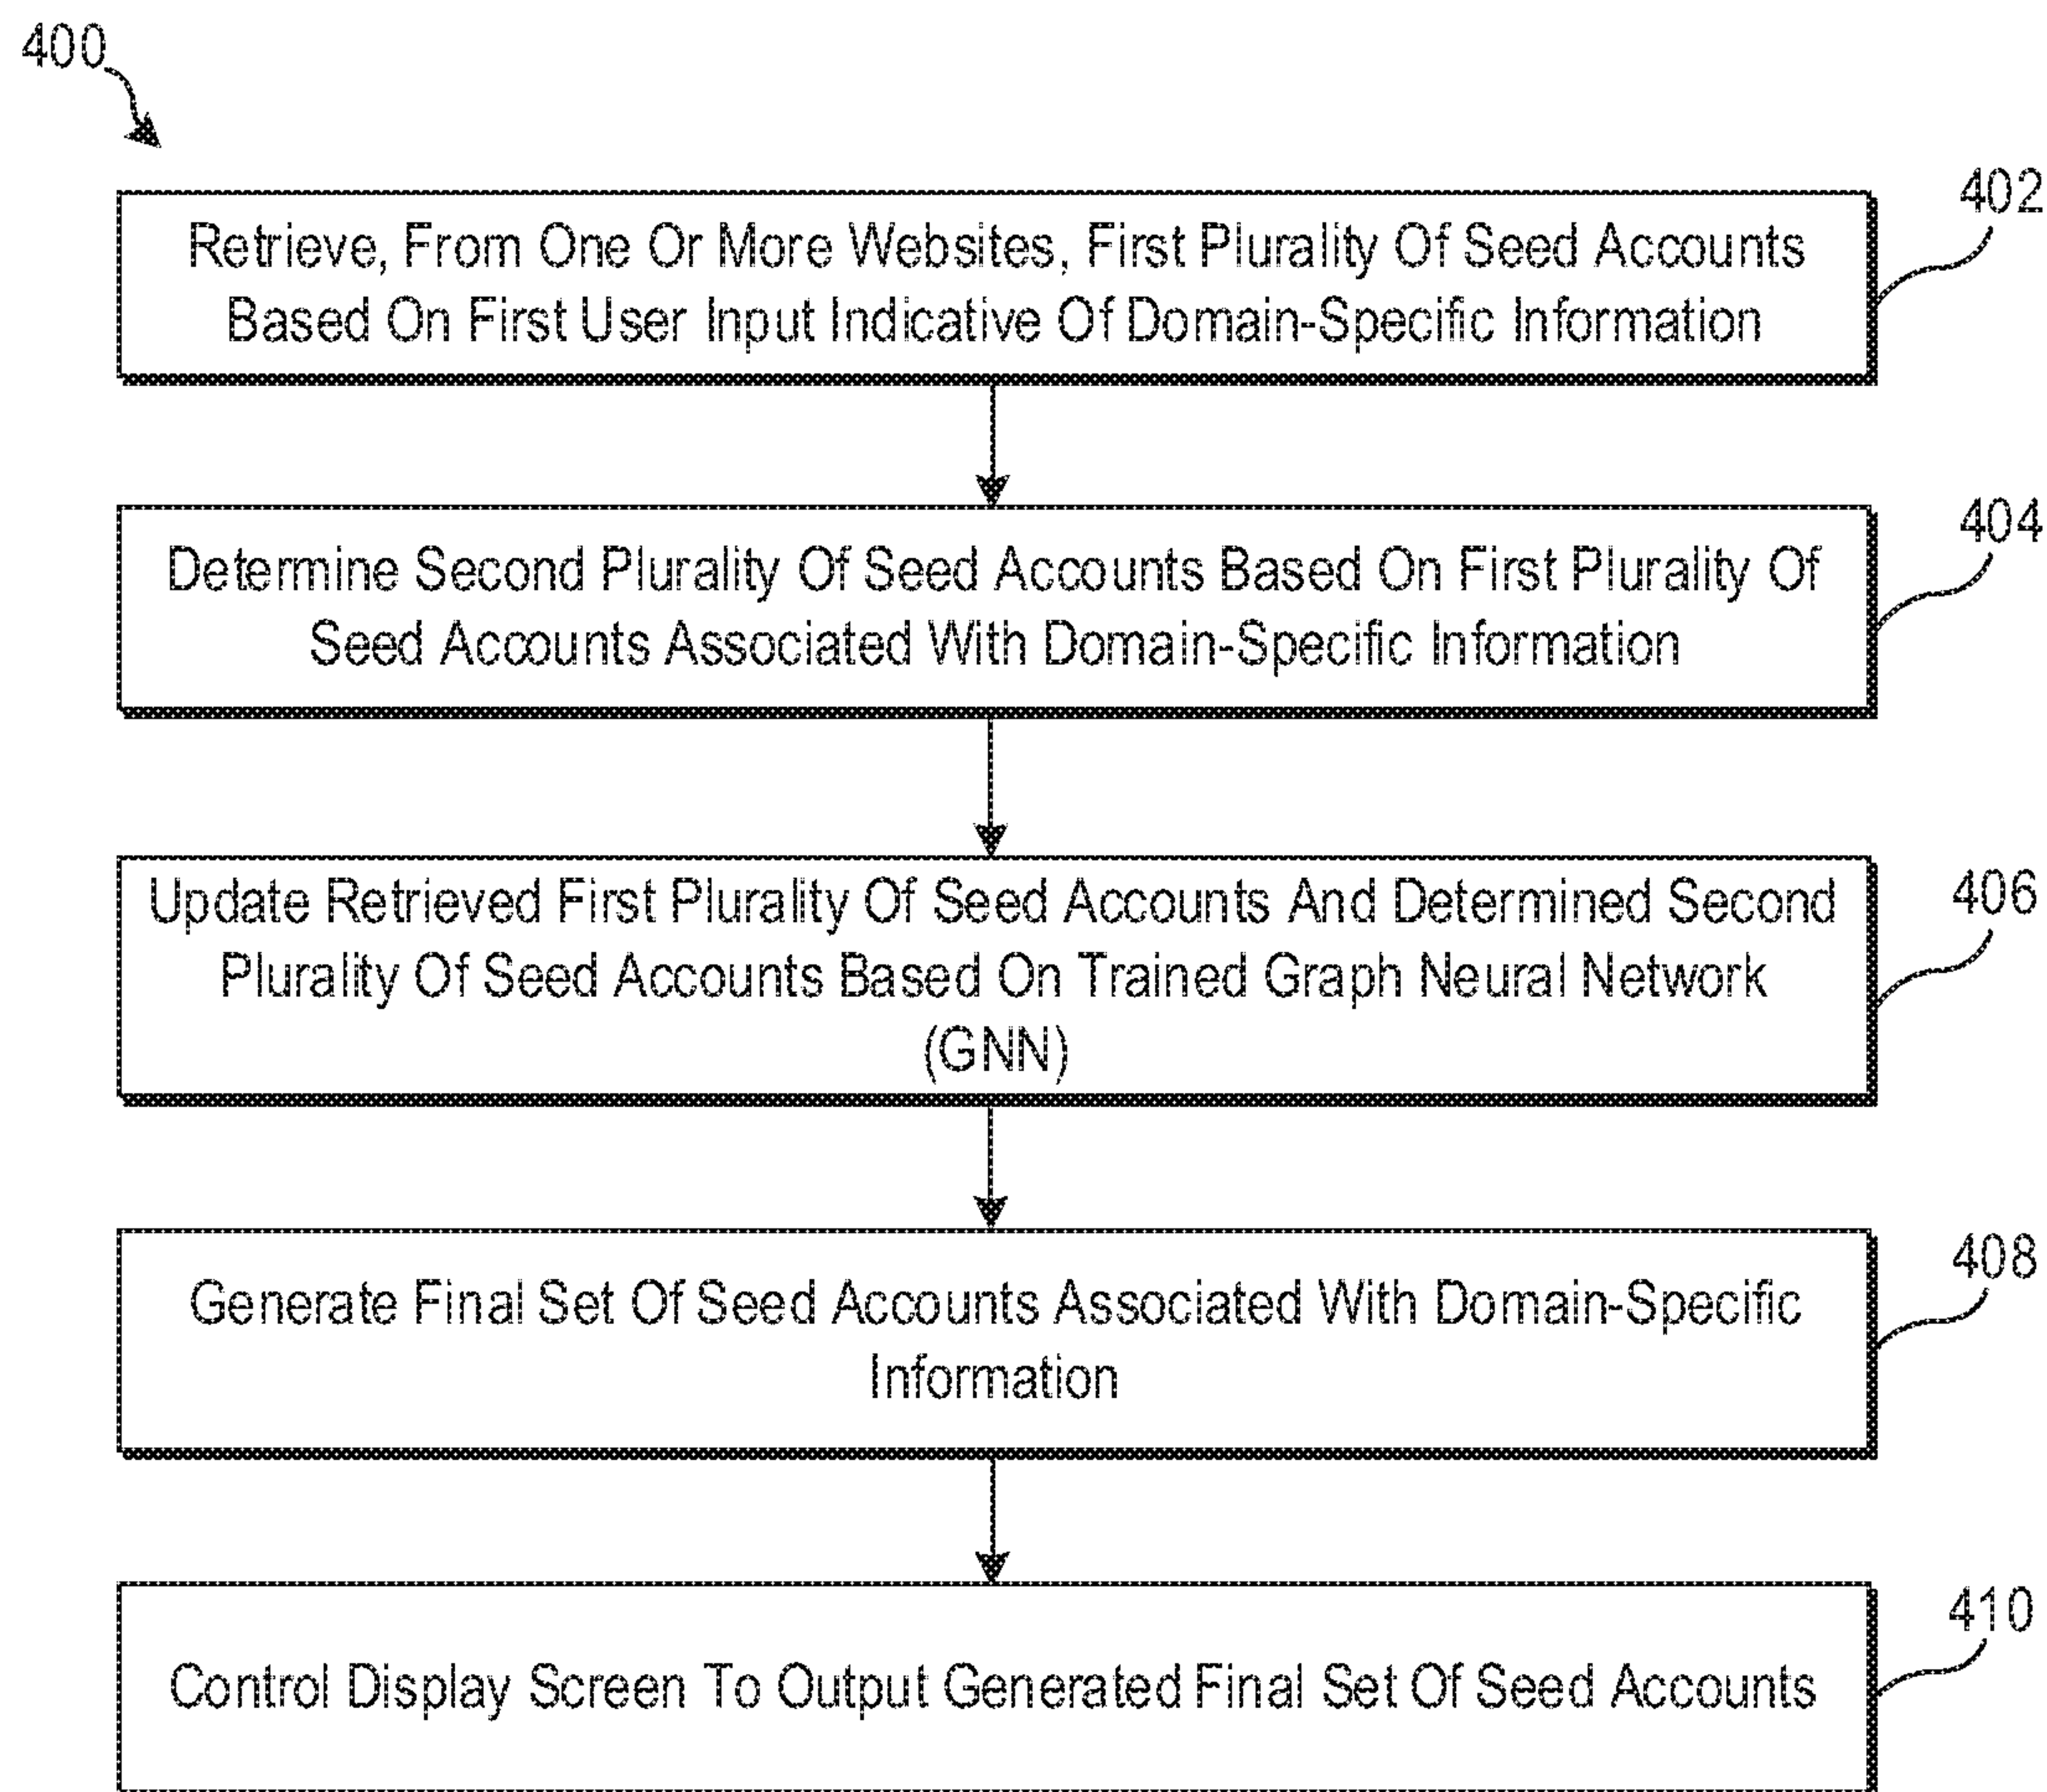 400
402
Retrieve, From One Or More Websites, First Plurality Of Seed Accounts
Based On First User Input Indicative Of Domain-Specific Information
404
Determine Second Plurality Of Seed Accounts Based On First Plurality Of
Seed Accounts Associated With Domain-Specific Information
406
Update Retrieved First Plurality Of Seed Accounts And Determined Second
Plurality Of Seed Accounts Based On Trained Graph Neural Network
(GNN)
408
Generate Final Set Of Seed Accounts Associated With Domain-Specific
Information
410
Control Display Screen To Output Generated Final Set Of Seed Accounts